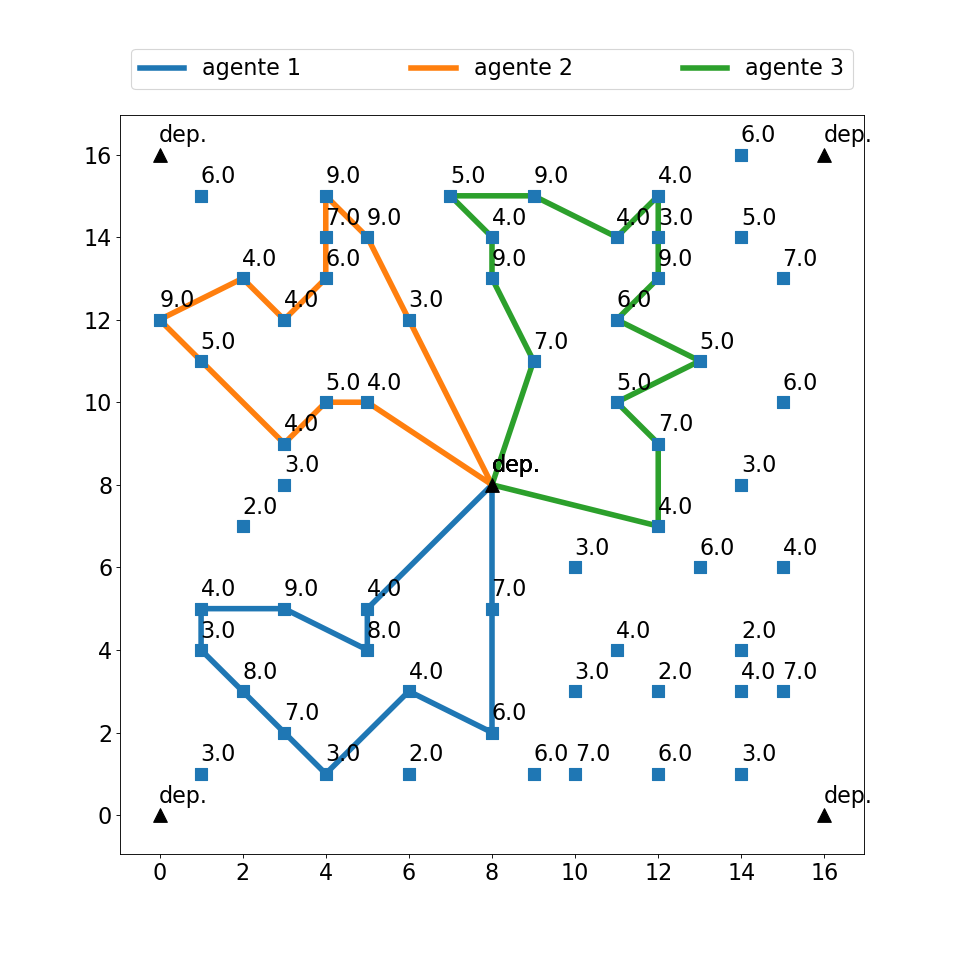 agente 1 agente 2 agente 3
dep. 6.0 dep.
16
6.0 9.0 5.0 9.0 4.0
7.0 9.0 4.0 4.0 3.0 5.0
14
4.0 6.0 9.0 9.0 7.0
9.0 4.0 3.0 6.0
12
5.0 7.0 5.0
5.0 4.0 5.0 6.0
10
4.0 7.0
3.0 dep. 3.0
8
2.0 4.0
3.0 6.0 4.0
6
4.0 9.0 4.0 7.0
3.0 8.0 4.0 2.0
4
8.0 4.0 3.0 2.0 4.0 7.0
7.0 6.0
2
3.0 3.0 2.0 6.0 7.0 6.0 3.0
dep. dep.
0
0 2 4 6 8 10 12 14 16